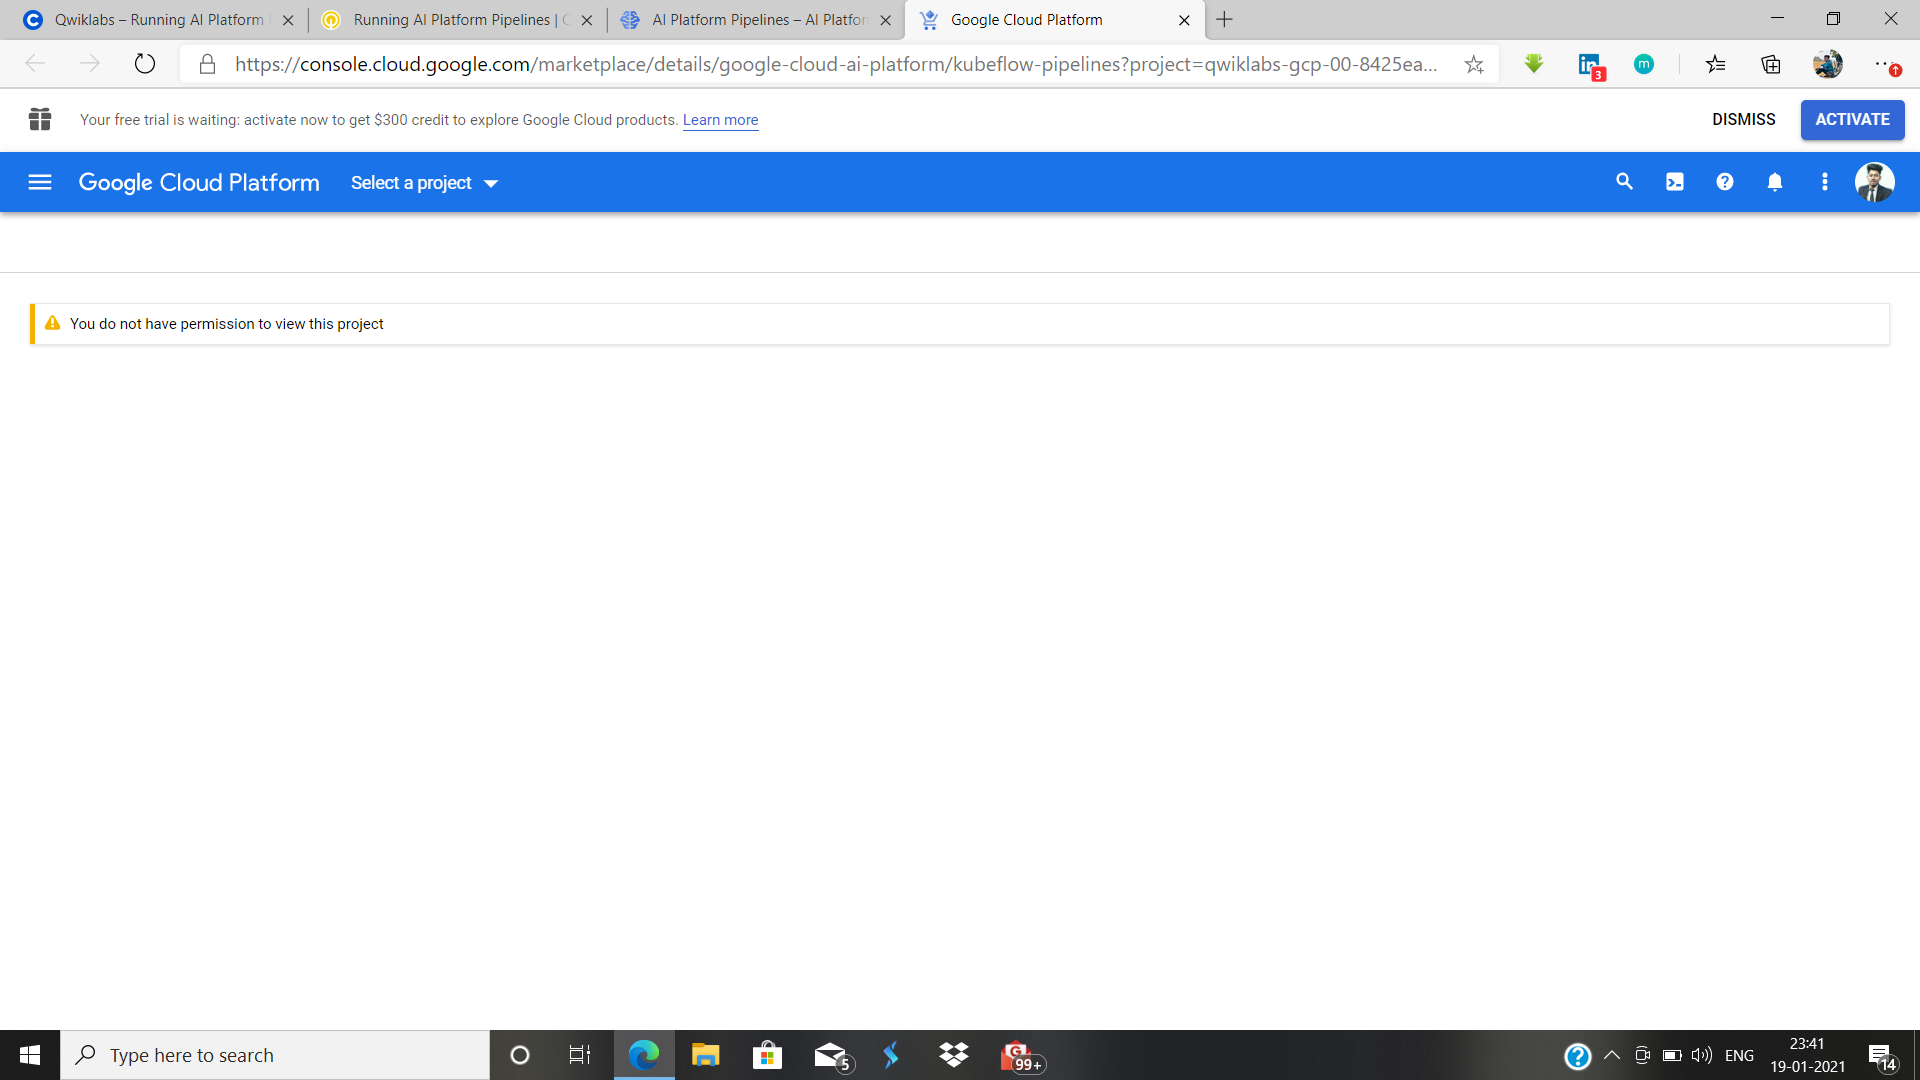 Qwiklabs – Running AI Platform
Running AI Platform Pipelines |
AI Platform Pipelines – AI Platfor
Google Cloud Platform
https://console.cloud.google.com/marketplace/details/google-cloud-ai-platform/kubeflow-pipelines?project=qwiklabs-gcp-00-8425ea...
in
3
m
Your free trial is waiting: activate now to get $300 credit to explore Google Cloud products. Learn more
DISMISS
ACTIVATE
Google Cloud Platform
Select a project
You do not have permission to view this project
Type here to search
5
G
99+
ENG
23:41
19-01-2021
14